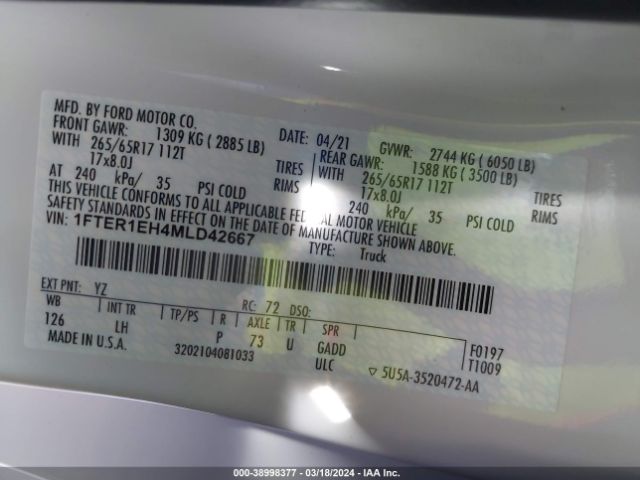 MFD. BY FORD MOTOR CO.
DATE: 04/21 GVWR: 2744 KG ( 6050 LB)
FRONT GAWR: 1309 KG ( 2885 LB) REAR GAWR: 1588 KG ( 3500 LB)
WITH 265/65R17 112T TIRES WITH 265/65R17 112T TIRES
17x8.0J RIMS 17x8.0J RIMS
AT 240 kPa/ 35 PSI COLD 240 kPa/ 35 PSI COLD
THIS VEHICLE CONFORMS TO ALL APPLICABLE FEDERAL MOTOR VEHICLE
SAFETY STANDARDS IN EFFECT ON THE DATE OF MANUFACTURE SHOWN ABOVE.
VIN: 1FTER1EH4MLD42667 TYPE: Truck
EXT PNT: YZ RC: 72 DSO:
WB INT TR TP/PS R AXLE TR SPR F0197
126 LH P 73 U GADD T1009
ULC
MADE IN U.S.A. 3202104081033 5U5A-3520472-AA
000-38998377 - 03/18/2024 - IAA Inc.